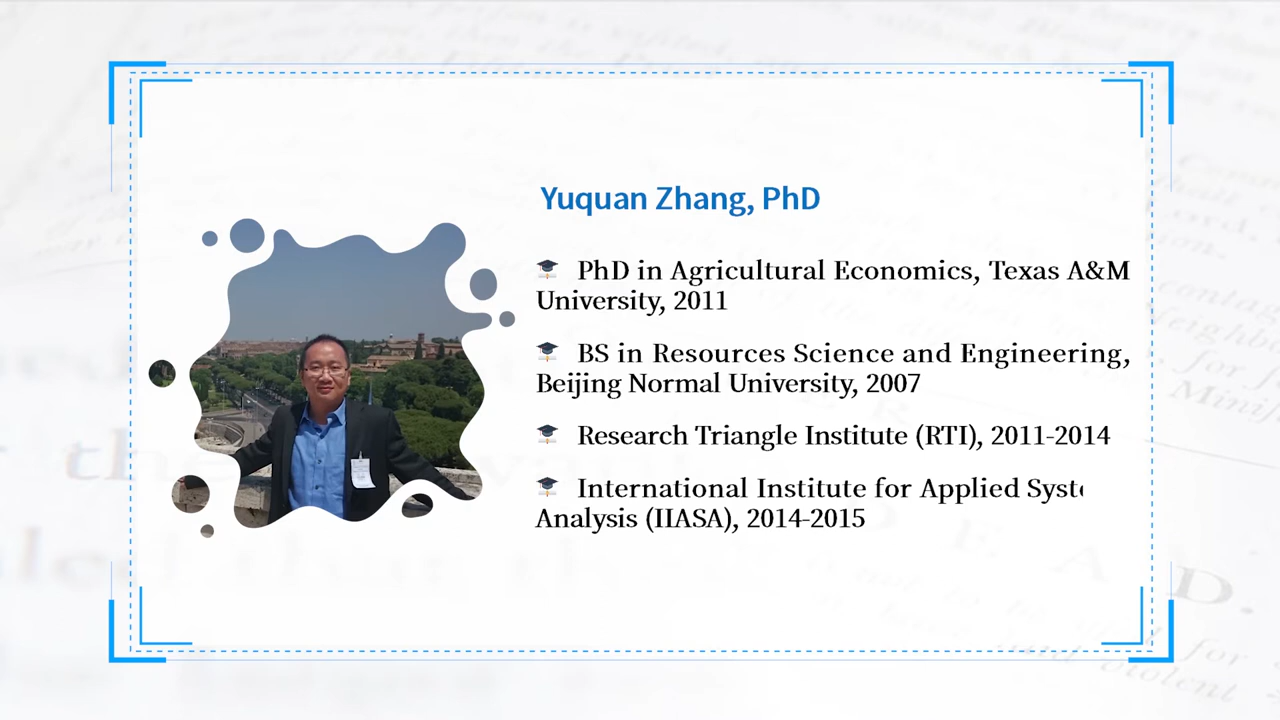 Yuquan Zhang, PhD
PhD in Agricultural Economics, Texas A&M
University, 2011
BS in Resources Science and Engineering,
Beijing Normal University, 2007
Research Triangle Institute (RTI), 2011-2014
International Institute for Applied Syst
Analysis (IIASA), 2014-2015